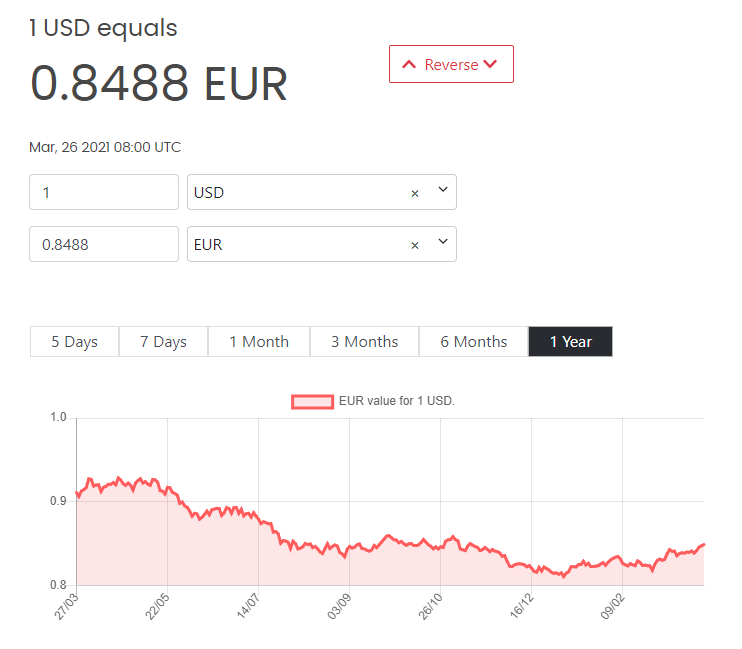 1 USD equals
0.8488 EUR
Reverse
Mar, 26 2021 08:00 UTC
1 USD ×
0.8488 EUR ×
5 Days 7 Days 1 Month 3 Months 6 Months 1 Year
EUR value for 1 USD.
1.0
0.9
0.8
27/03 22/05 14/07 03/09 26/10 16/12 09/02